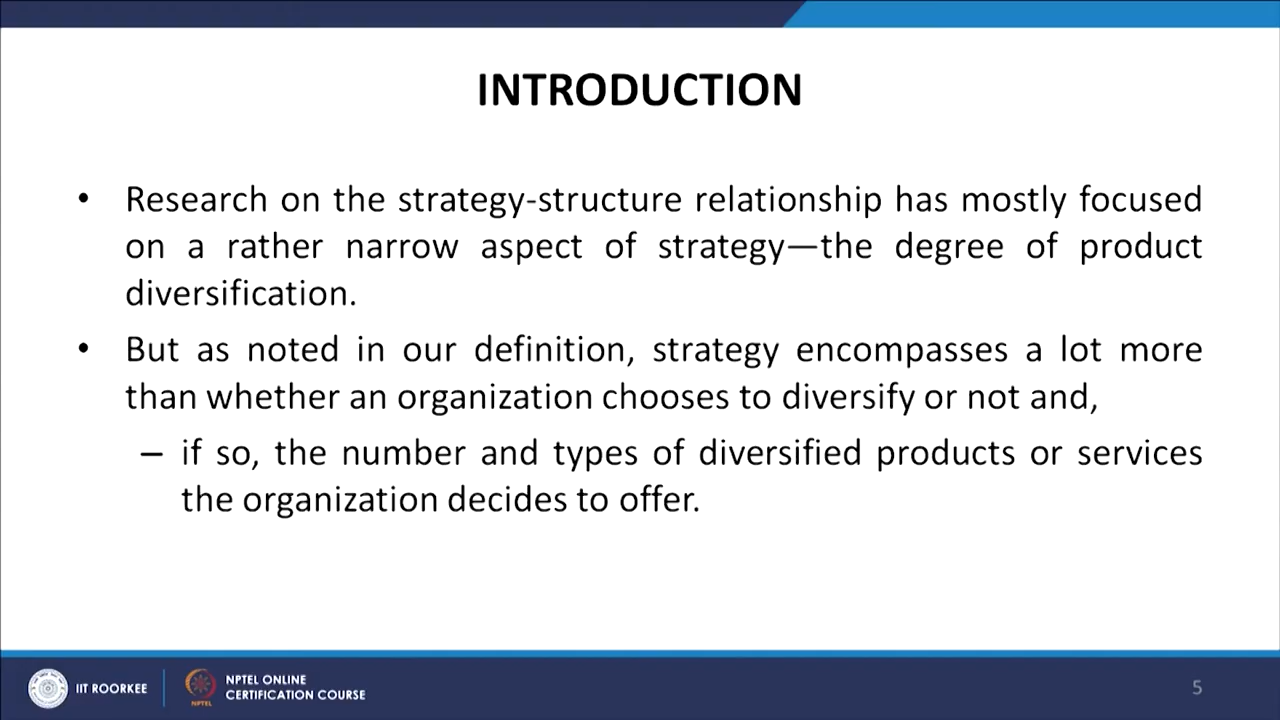 INTRODUCTION
• Research on the strategy-structure relationship has mostly focused
on a rather narrow aspect of strategy—the degree of product
diversification.
• But as noted in our definition, strategy encompasses a lot more
than whether an organization chooses to diversify or not and,
– if so, the number and types of diversified products or services
the organization decides to offer.
IIT ROORKEE
NPTEL
NPTEL ONLINE
CERTIFICATION COURSE
5